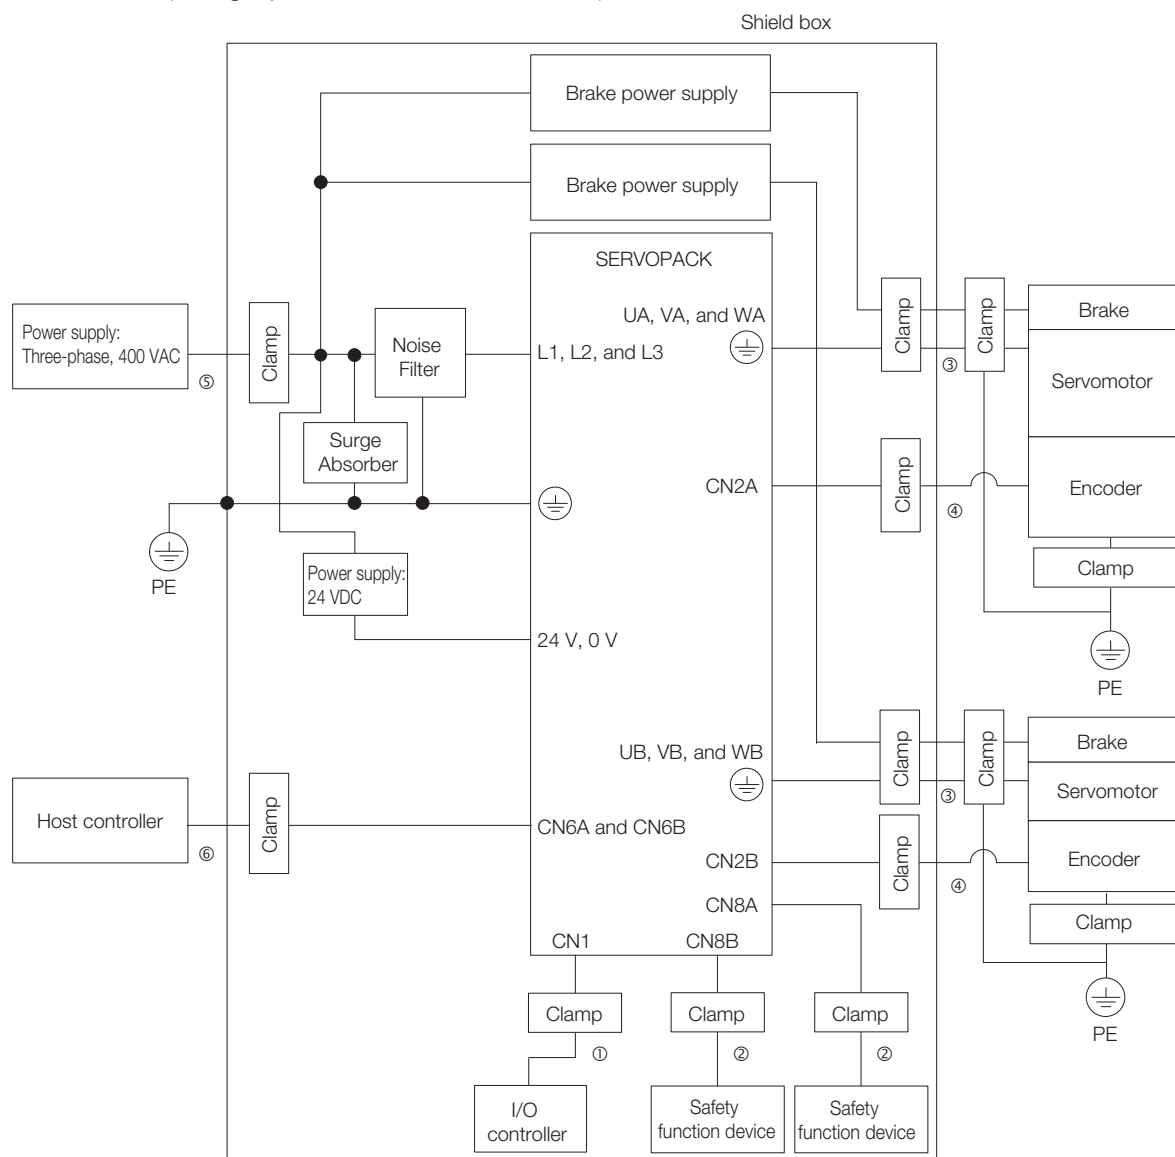 Shield box
Brake power supply
Brake power supply
SERVOPACK
UA, VA, and WA
Power supply:
Three-phase, 400 VAC
⑤
Clamp
Noise
Filter
L1, L2, and L3
Surge
Absorber
PE
Power supply:
24 VDC
24 V, 0 V
Clamp
③
Clamp
Brake
Servomotor
Encoder
CN2A
Clamp
④
Clamp
PE
Host controller
⑥
Clamp
CN6A and CN6B
UB, VB, and WB
Clamp
③
Clamp
Brake
Servomotor
Encoder
CN2B
Clamp
④
Clamp
PE
CN8A
CN1
CN8B
Clamp
①
Clamp
②
Clamp
②
I/O
controller
Safety
function device
Safety
function device